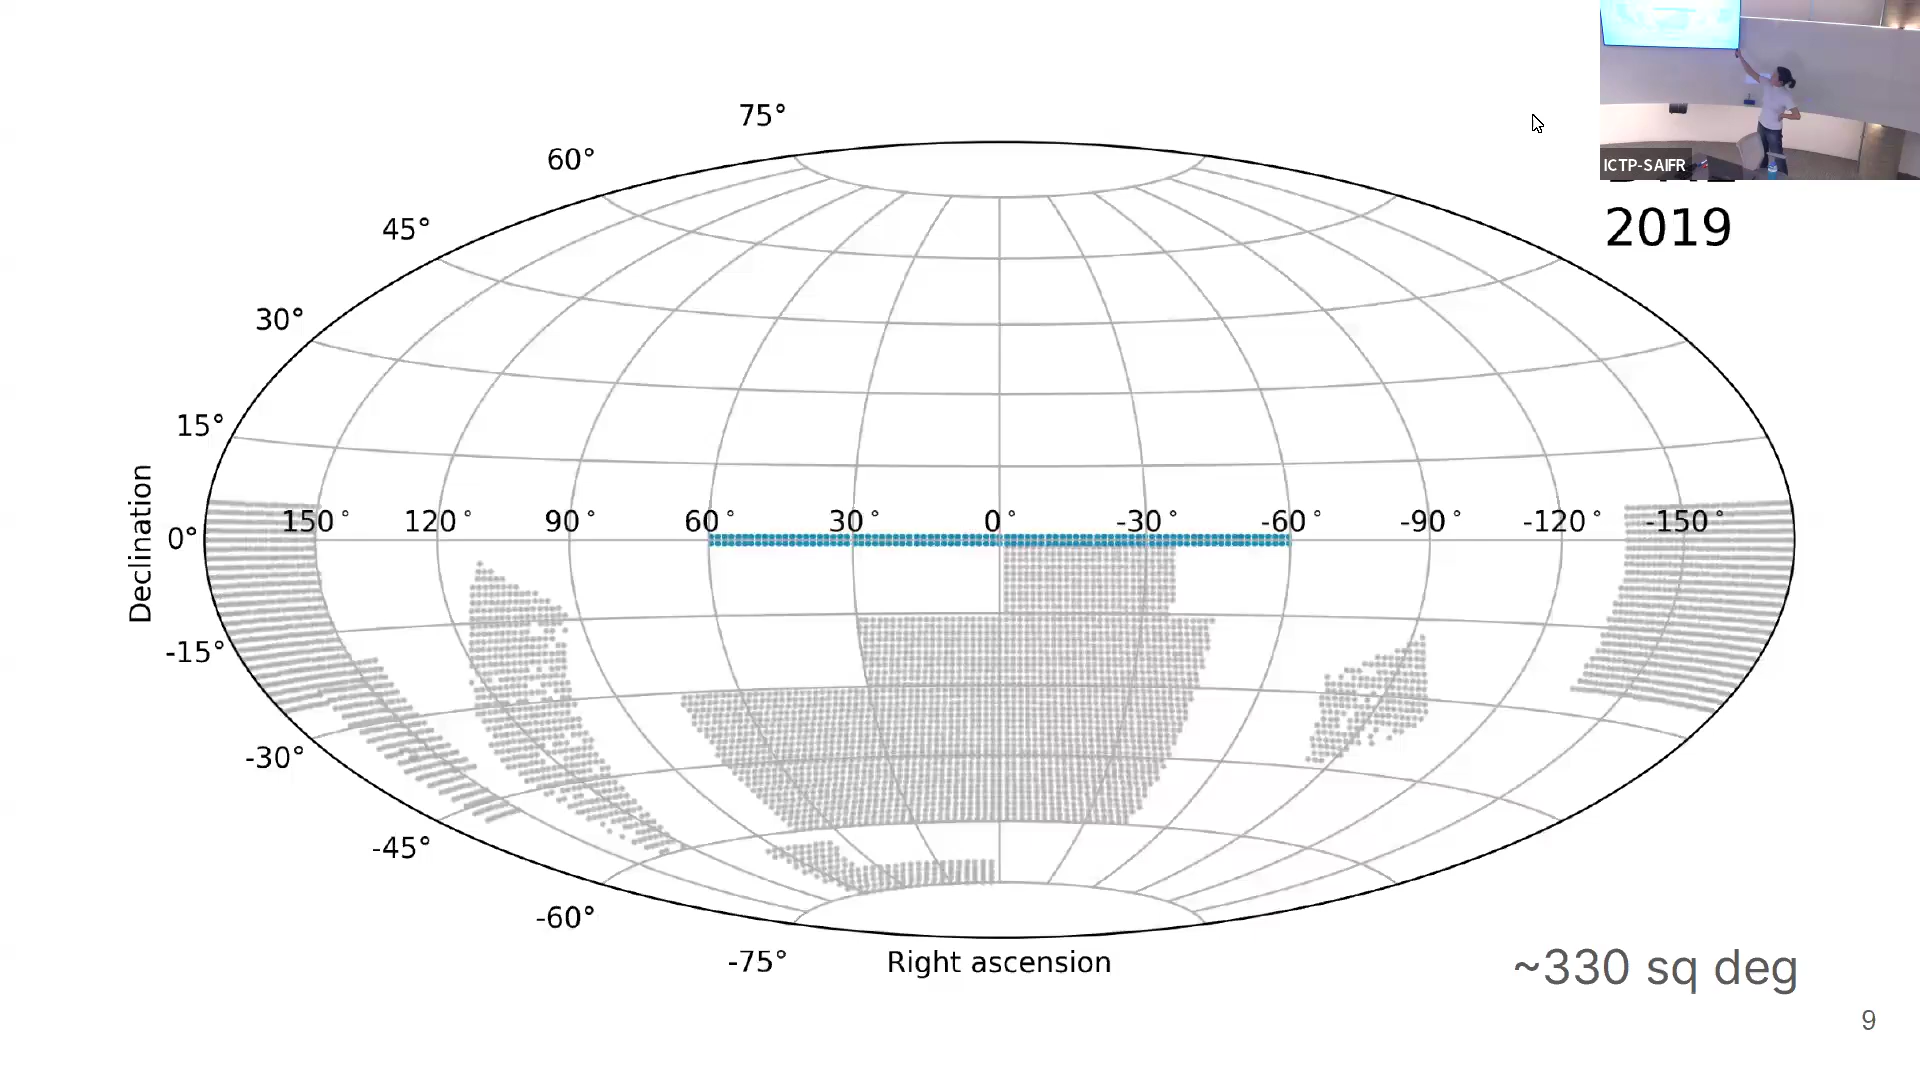 ICTP-SAIFR
2019
75°
60°
45°
30°
15°
0°
-15°
-30°
-45°
-60°
-75°
Declination
150° 120° 90° 60° 30° 0° -30° -60° -90° -120° -150°
Right ascension
~330 sq deg
9